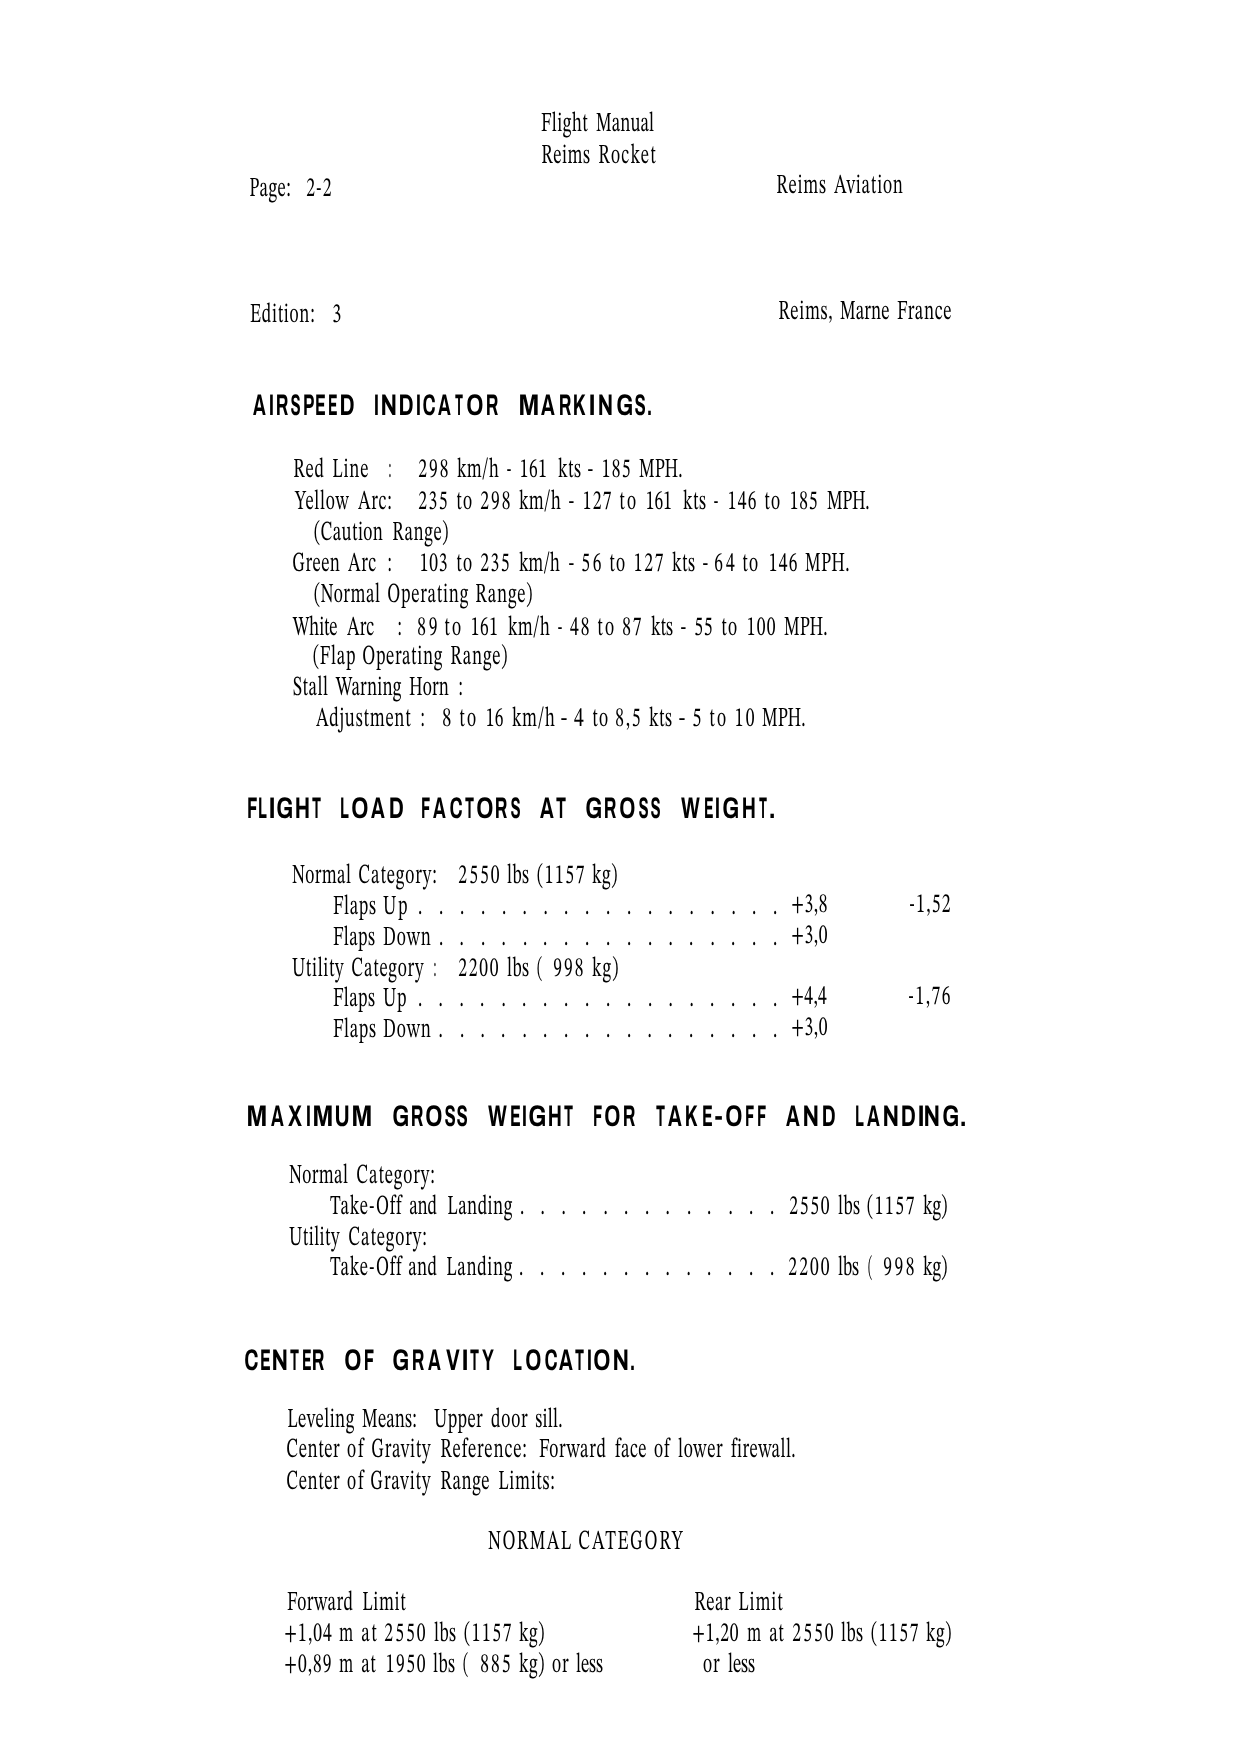 Flight Manual
Reims Rocket
Page: 2-2 Reims Aviation
Edition: 3 Reims, Marne France
AIRSPEED INDICATOR MARKINGS.
Red Line : 298 km/h - 161 kts - 185 MPH.
Yellow Arc: 235 to 298 km/h - 127 to 161 kts - 146 to 185 MPH.
(Caution Range)
Green Arc : 103 to 235 km/h - 56 to 127 kts - 64 to 146 MPH.
(Normal Operating Range)
White Arc : 89 to 161 km/h - 48 to 87 kts - 55 to 100 MPH.
(Flap Operating Range)
Stall Warning Horn :
Adjustment : 8 to 16 km/h - 4 to 8,5 kts - 5 to 10 MPH.
FLIGHT LOAD FACTORS AT GROSS WEIGHT.
Normal Category: 2550 lbs (1157 kg)
Flaps Up . . . . . . . . . . . . . . . . . . +3,8 -1,52
Flaps Down . . . . . . . . . . . . . . . . . +3,0
Utility Category : 2200 lbs ( 998 kg)
Flaps Up . . . . . . . . . . . . . . . . . . +4,4 -1,76
Flaps Down . . . . . . . . . . . . . . . . . +3,0
MAXIMUM GROSS WEIGHT FOR TAKE-OFF AND LANDING.
Normal Category:
Take-Off and Landing . . . . . . . . . . . . . 2550 lbs (1157 kg)
Utility Category:
Take-Off and Landing . . . . . . . . . . . . . 2200 lbs ( 998 kg)
CENTER OF GRAVITY LOCATION.
Leveling Means: Upper door sill.
Center of Gravity Reference: Forward face of lower firewall.
Center of Gravity Range Limits:
NORMAL CATEGORY
Forward Limit Rear Limit
+1,04 m at 2550 lbs (1157 kg) +1,20 m at 2550 lbs (1157 kg)
+0,89 m at 1950 lbs ( 885 kg) or less or less